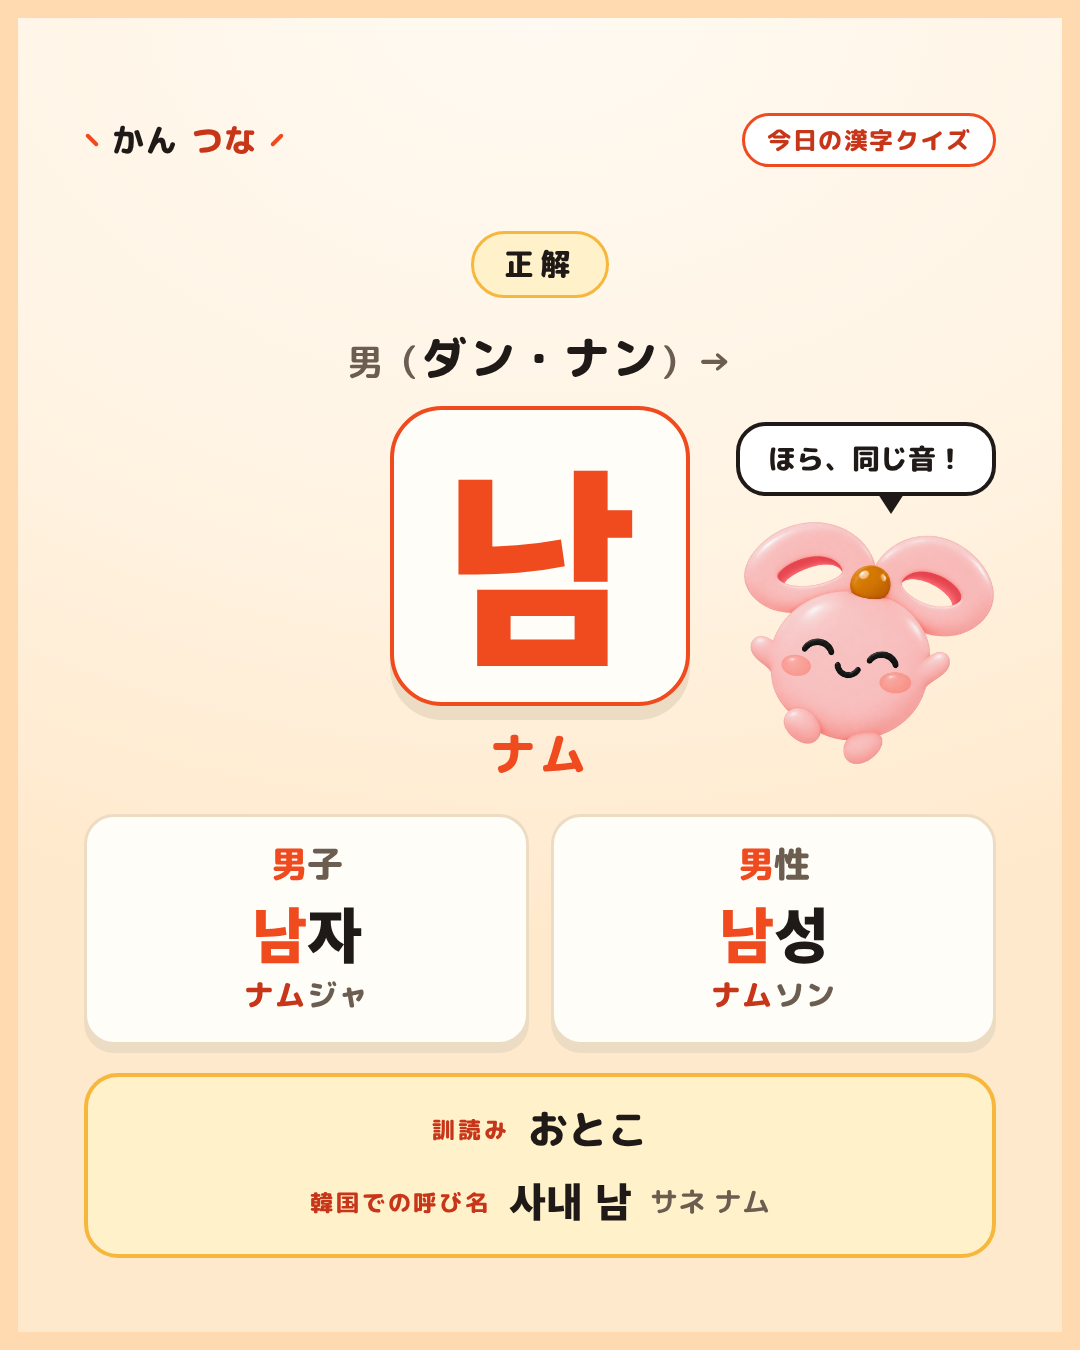 かん つな
今日の漢字クイズ
正解
男（ダン・ナン）→
남
ほら、同じ音！
ナム
男子
남자
ナムジャ
男性
남성
ナムソン
訓読み おとこ
韓国での呼び名 사내 남 サネ ナム